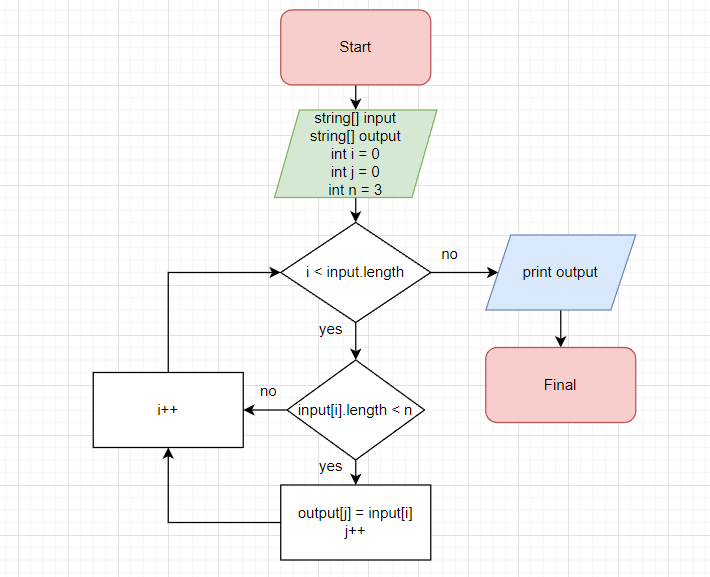 Start
string[] input
string[] output
int i = 0
int j = 0
int n = 3
i < input.length
no
print output
yes
Final
i++
no
input[i].length < n
yes
output[j] = input[i]
j++